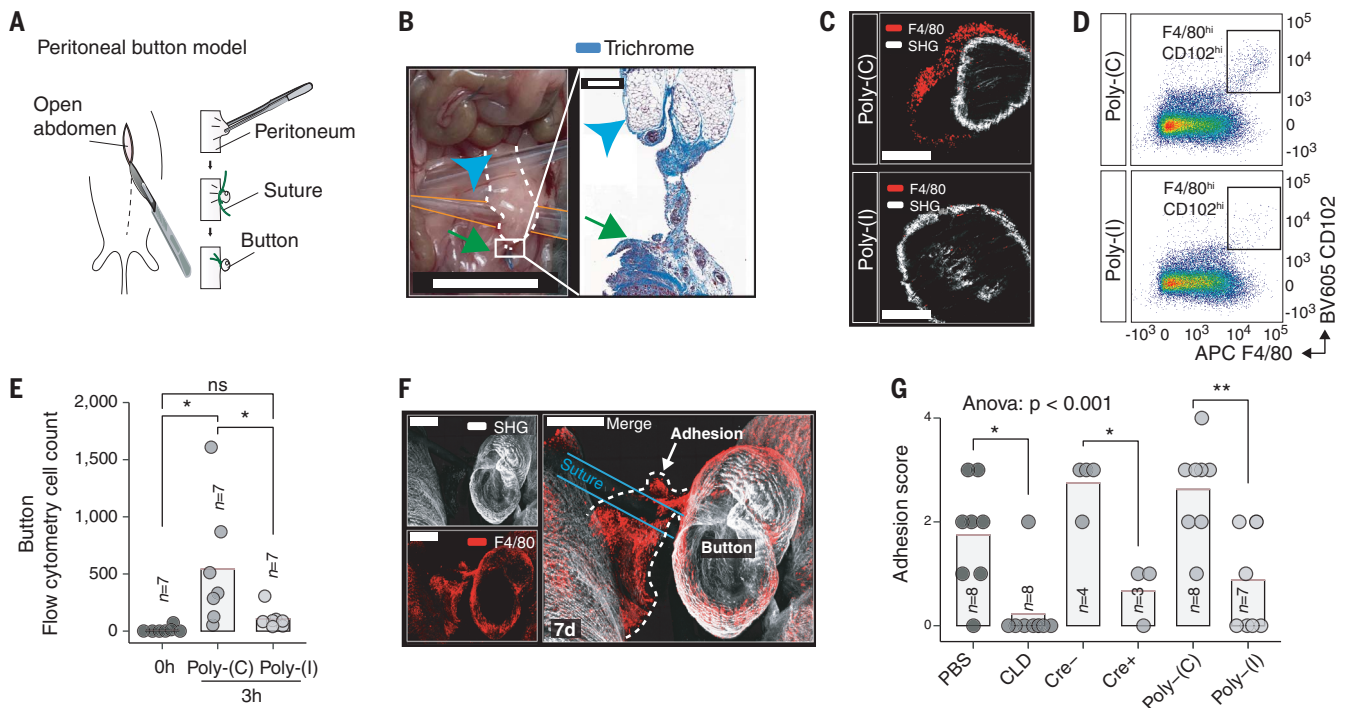 A
Peritoneal button model
Open
abdomen
Peritoneum
Suture
Button
B
Trichrome
C
F4/80
SHG
Poly-(C)
F4/80
SHG
Poly-(I)
D
Poly-(C)
F4/80hi
CD102hi
10^5
10^4
10^3
0
-10^3
Poly-(I)
F4/80hi
CD102hi
10^5
10^4
10^3
0
-10^3
-10^3 0 10^3 10^4 10^5
APC F4/80
BV605 CD102
E
ns
* *
2,000
1,500
1,000
500
0
Button
Flow cytometry cell count
n=7
n=7
n=7
0h Poly-(C) Poly-(I)
3h
F
SHG
F4/80
Merge
Adhesion
Suture
Button
7d
G
Anova: p < 0.001
* * **
4
2
0
Adhesion score
n=8
n=8
n=4
n=3
n=8
n=7
PBS
CLD
Cre–
Cre+
Poly–(C)
Poly–(I)